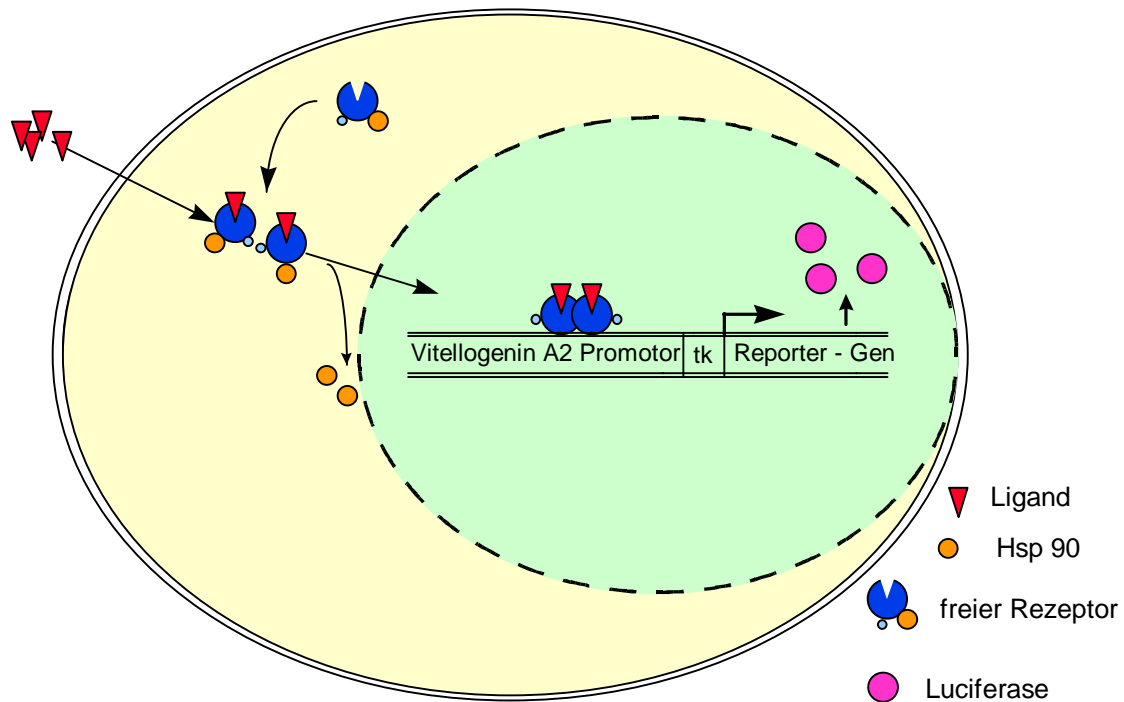 Vitellogenin A2 Promotor tk Reporter - Gen
Ligand
Hsp 90
freier Rezeptor
Luciferase